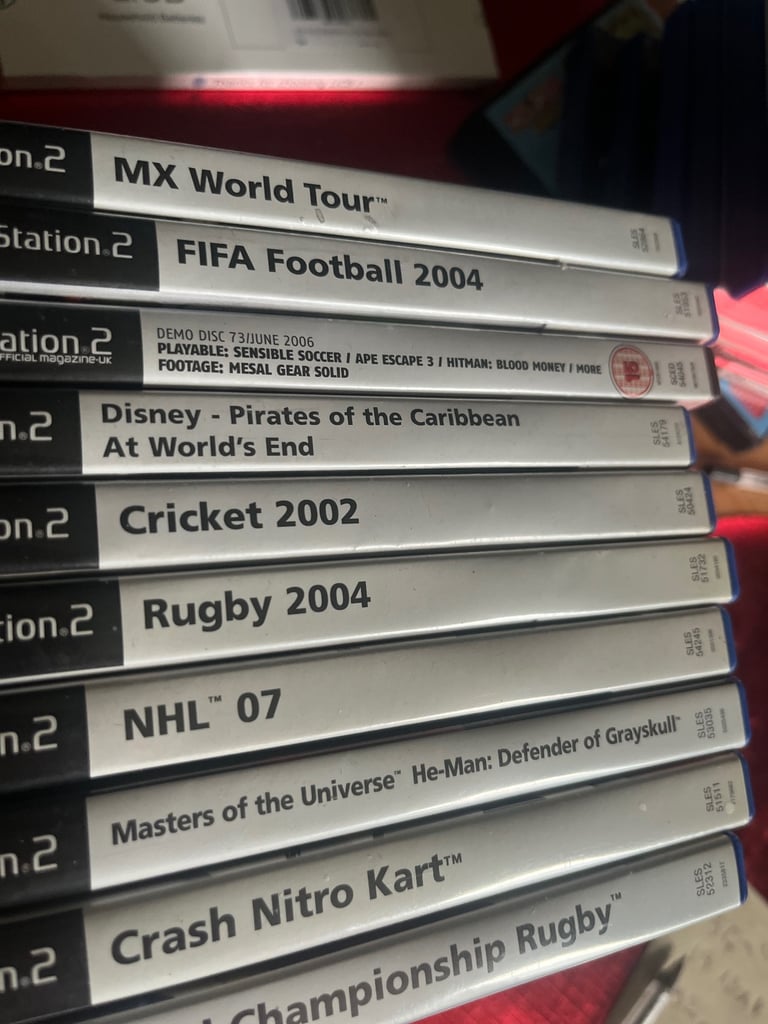 on.2
MX World Tour™
SLES
Station.2
FIFA Football 2004
SLES
ation.2
OFFICIAL magazine-UK
DEMO DISC 73/JUNE 2006
PLAYABLE: SENSIBLE SOCCER / APE ESCAPE 3 / HITMAN: BLOOD MONEY / MORE
FOOTAGE: MESAL GEAR SOLID
SCED
n.2
Disney - Pirates of the Caribbean
At World's End
SLES
54179
on.2
Cricket 2002
SLES
50424
tion.2
Rugby 2004
SLES
51732
n.2
NHL™ 07
SLES
54245
n.2
Masters of the Universe™ He-Man: Defender of Grayskull™
SLES
53035
n.2
Crash Nitro Kart™
SLES
51511
Championship Rugby™
SLES
52312